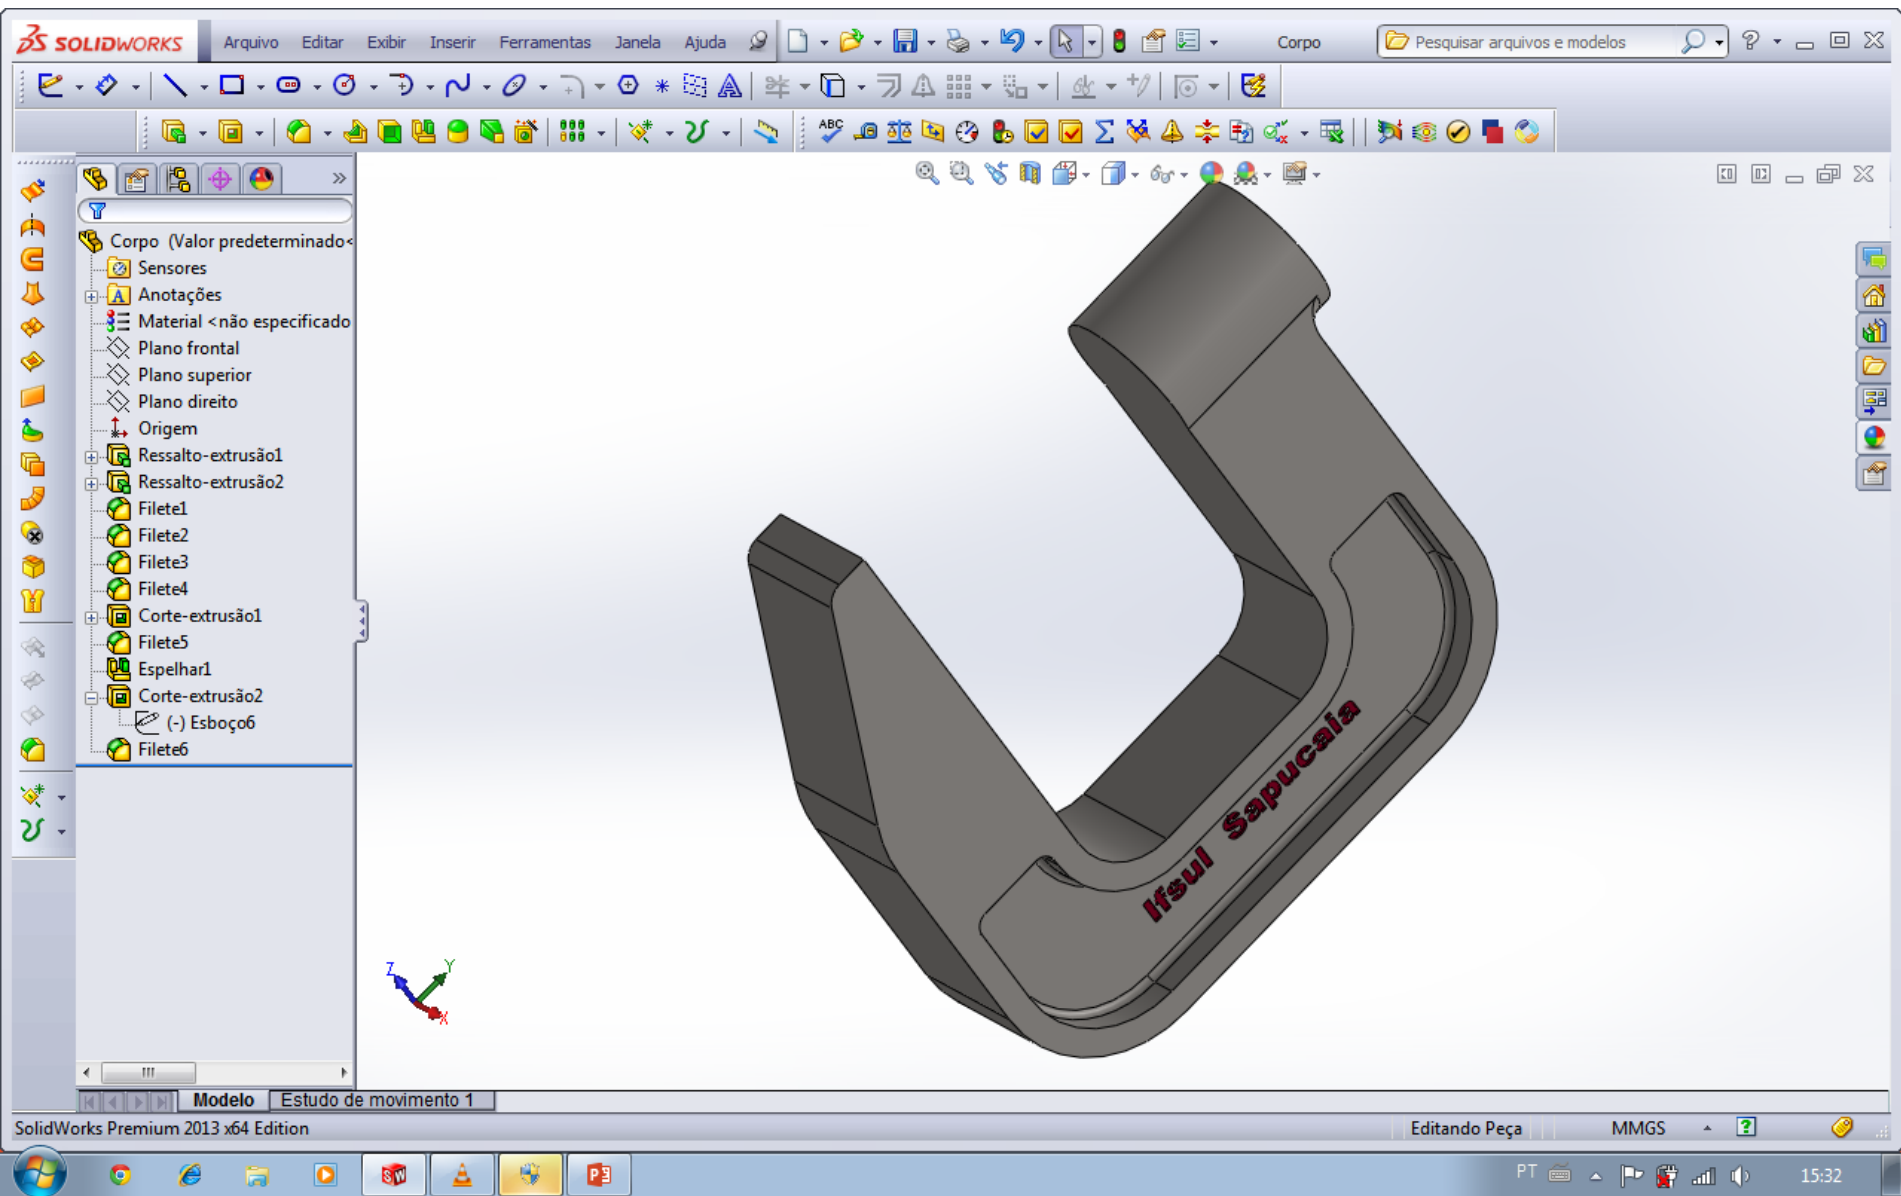 SOLIDWORKS Arquivo Editar Exibir Inserir Ferramentas Janela Ajuda Corpo Pesquisar arquivos e modelos ?
ABC
Corpo (Valor predeterminado<
Sensores
A Anotações
Material <não especificado
Plano frontal
Plano superior
Plano direito
Origem
Ressalto-extrusão1
Ressalto-extrusão2
Filete1
Filete2
Filete3
Filete4
Corte-extrusão1
Filete5
Espelhar1
Corte-extrusão2
(-) Esboço6
Filete6
Ifsul Sapucaia
Z Y
X
Modelo Estudo de movimento 1
SolidWorks Premium 2013 x64 Edition Editando Peça MMGS ?
SW P PT 15:32